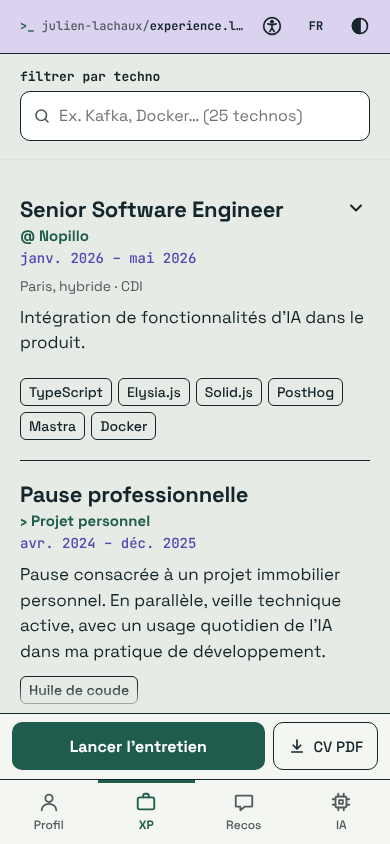 >_ julien-lachaux/experience.l… FR
filtrer par techno
Ex. Kafka, Docker… (25 technos)
Senior Software Engineer
@ Nopillo
janv. 2026 – mai 2026
Paris, hybride · CDI
Intégration de fonctionnalités d’IA dans le
produit.
TypeScript Elysia.js Solid.js PostHog
Mastra Docker
Pause professionnelle
> Projet personnel
avr. 2024 – déc. 2025
Pause consacrée à un projet immobilier
personnel. En parallèle, veille technique
active, avec un usage quotidien de l’IA
dans ma pratique de développement.
Huile de coude
Lancer l’entretien CV PDF
Profil XP Recos IA